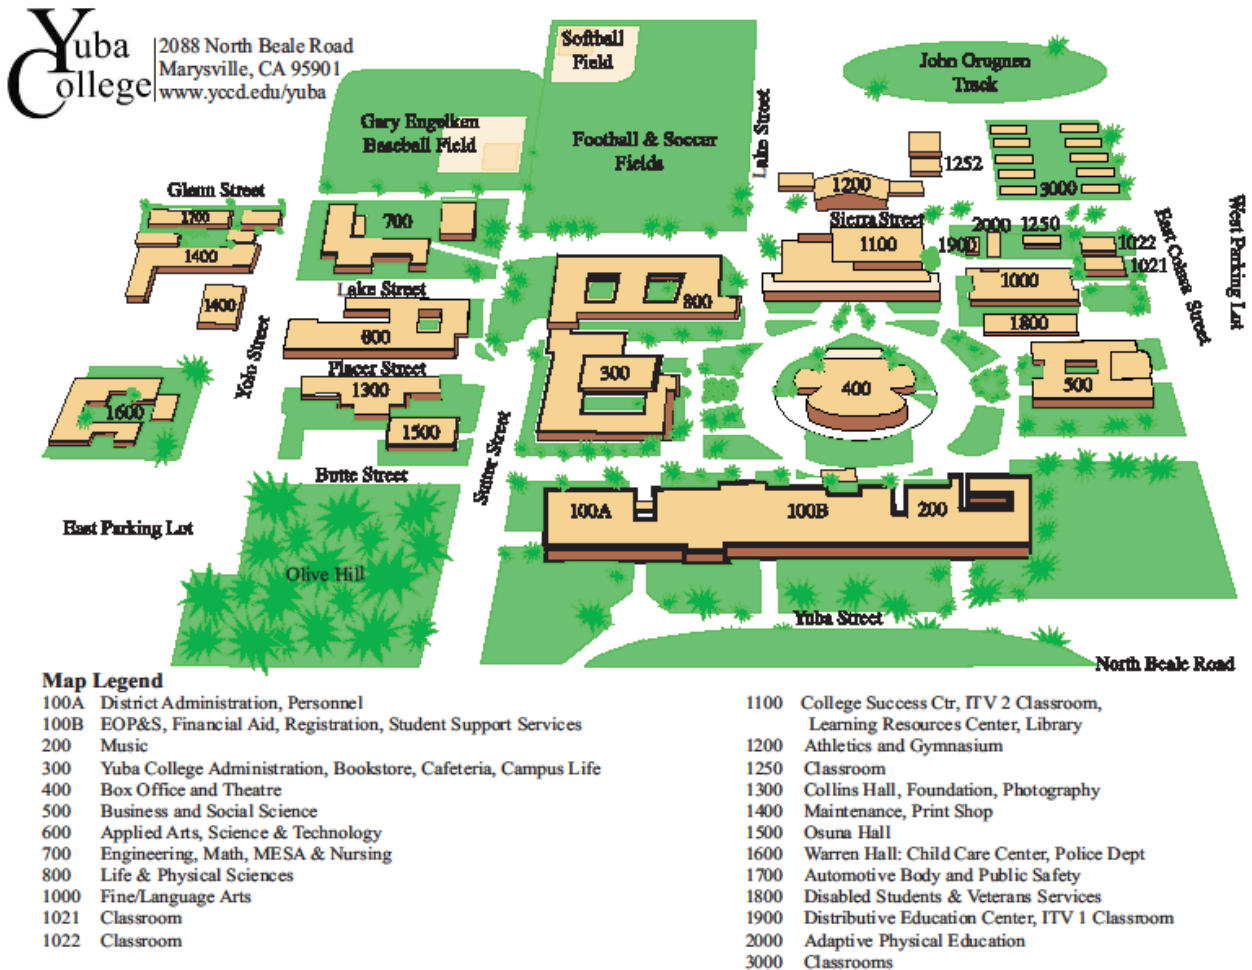 Yuba College
2088 North Beale Road
Marysville, CA 95901
www.yccd.edu/yuba
Softball
Field
John Orugnen
Track
Gary Engelken
Baseball Field
Football & Soccer
Fields
Lake Street
1252
3000
1200
Glenn Street
1700
700
Sierra Street
2000
1250
1900
1100
1022
1021
East Colusa Street
West Parking Lot
1400
1000
Lake Street
1400
800
1800
600
Yolo Street
Placer Street
300
400
500
1300
1600
1500
Sutter Street
Butte Street
100A
100B
200
East Parking Lot
Olive Hill
Yuba Street
North Beale Road
Map Legend
100A District Administration, Personnel
100B EOP&S, Financial Aid, Registration, Student Support Services
200 Music
300 Yuba College Administration, Bookstore, Cafeteria, Campus Life
400 Box Office and Theatre
500 Business and Social Science
600 Applied Arts, Science & Technology
700 Engineering, Math, MESA & Nursing
800 Life & Physical Sciences
1000 Fine/Language Arts
1021 Classroom
1022 Classroom
1100 College Success Ctr, ITV 2 Classroom,
Learning Resources Center, Library
1200 Athletics and Gymnasium
1250 Classroom
1300 Collins Hall, Foundation, Photography
1400 Maintenance, Print Shop
1500 Osuna Hall
1600 Warren Hall: Child Care Center, Police Dept
1700 Automotive Body and Public Safety
1800 Disabled Students & Veterans Services
1900 Distributive Education Center, ITV 1 Classroom
2000 Adaptive Physical Education
3000 Classrooms